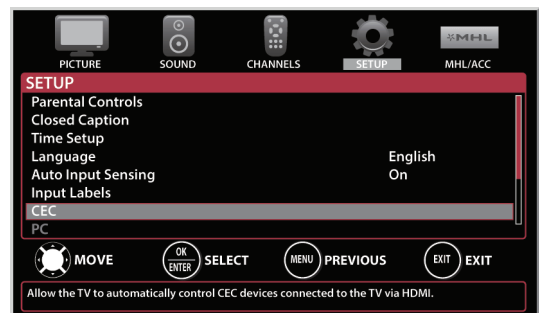 MHL
PICTURE SOUND CHANNELS SETUP MHL/ACC
SETUP
Parental Controls
Closed Caption
Time Setup
Language English
Auto Input Sensing On
Input Labels
CEC
PC
MOVE OK ENTER SELECT MENU PREVIOUS EXIT EXIT
Allow the TV to automatically control CEC devices connected to the TV via HDMI.